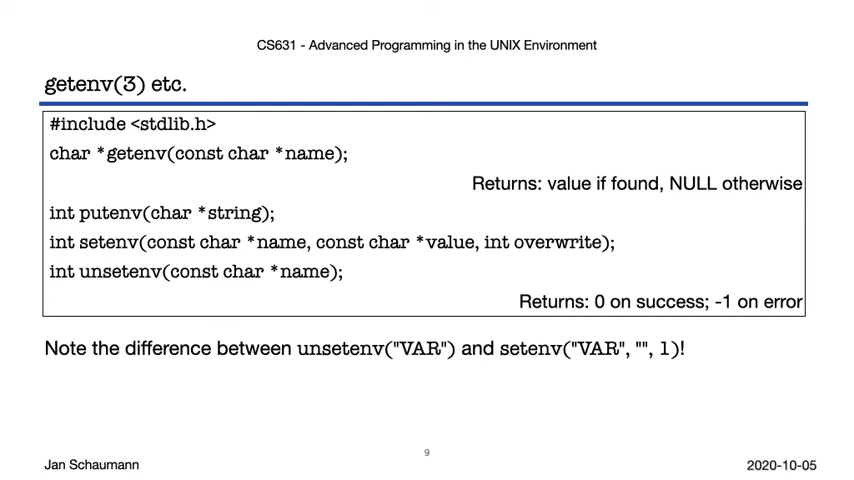 CS631 - Advanced Programming in the UNIX Environment
getenv(3) etc.
#include <stdlib.h>
char *getenv(const char *name);
Returns: value if found, NULL otherwise
int putenv(char *string);
int setenv(const char *name, const char *value, int overwrite);
int unsetenv(const char *name);
Returns: 0 on success; -1 on error
Note the difference between unsetenv("VAR") and setenv("VAR", "", 1)!
9
Jan Schaumann
2020-10-05